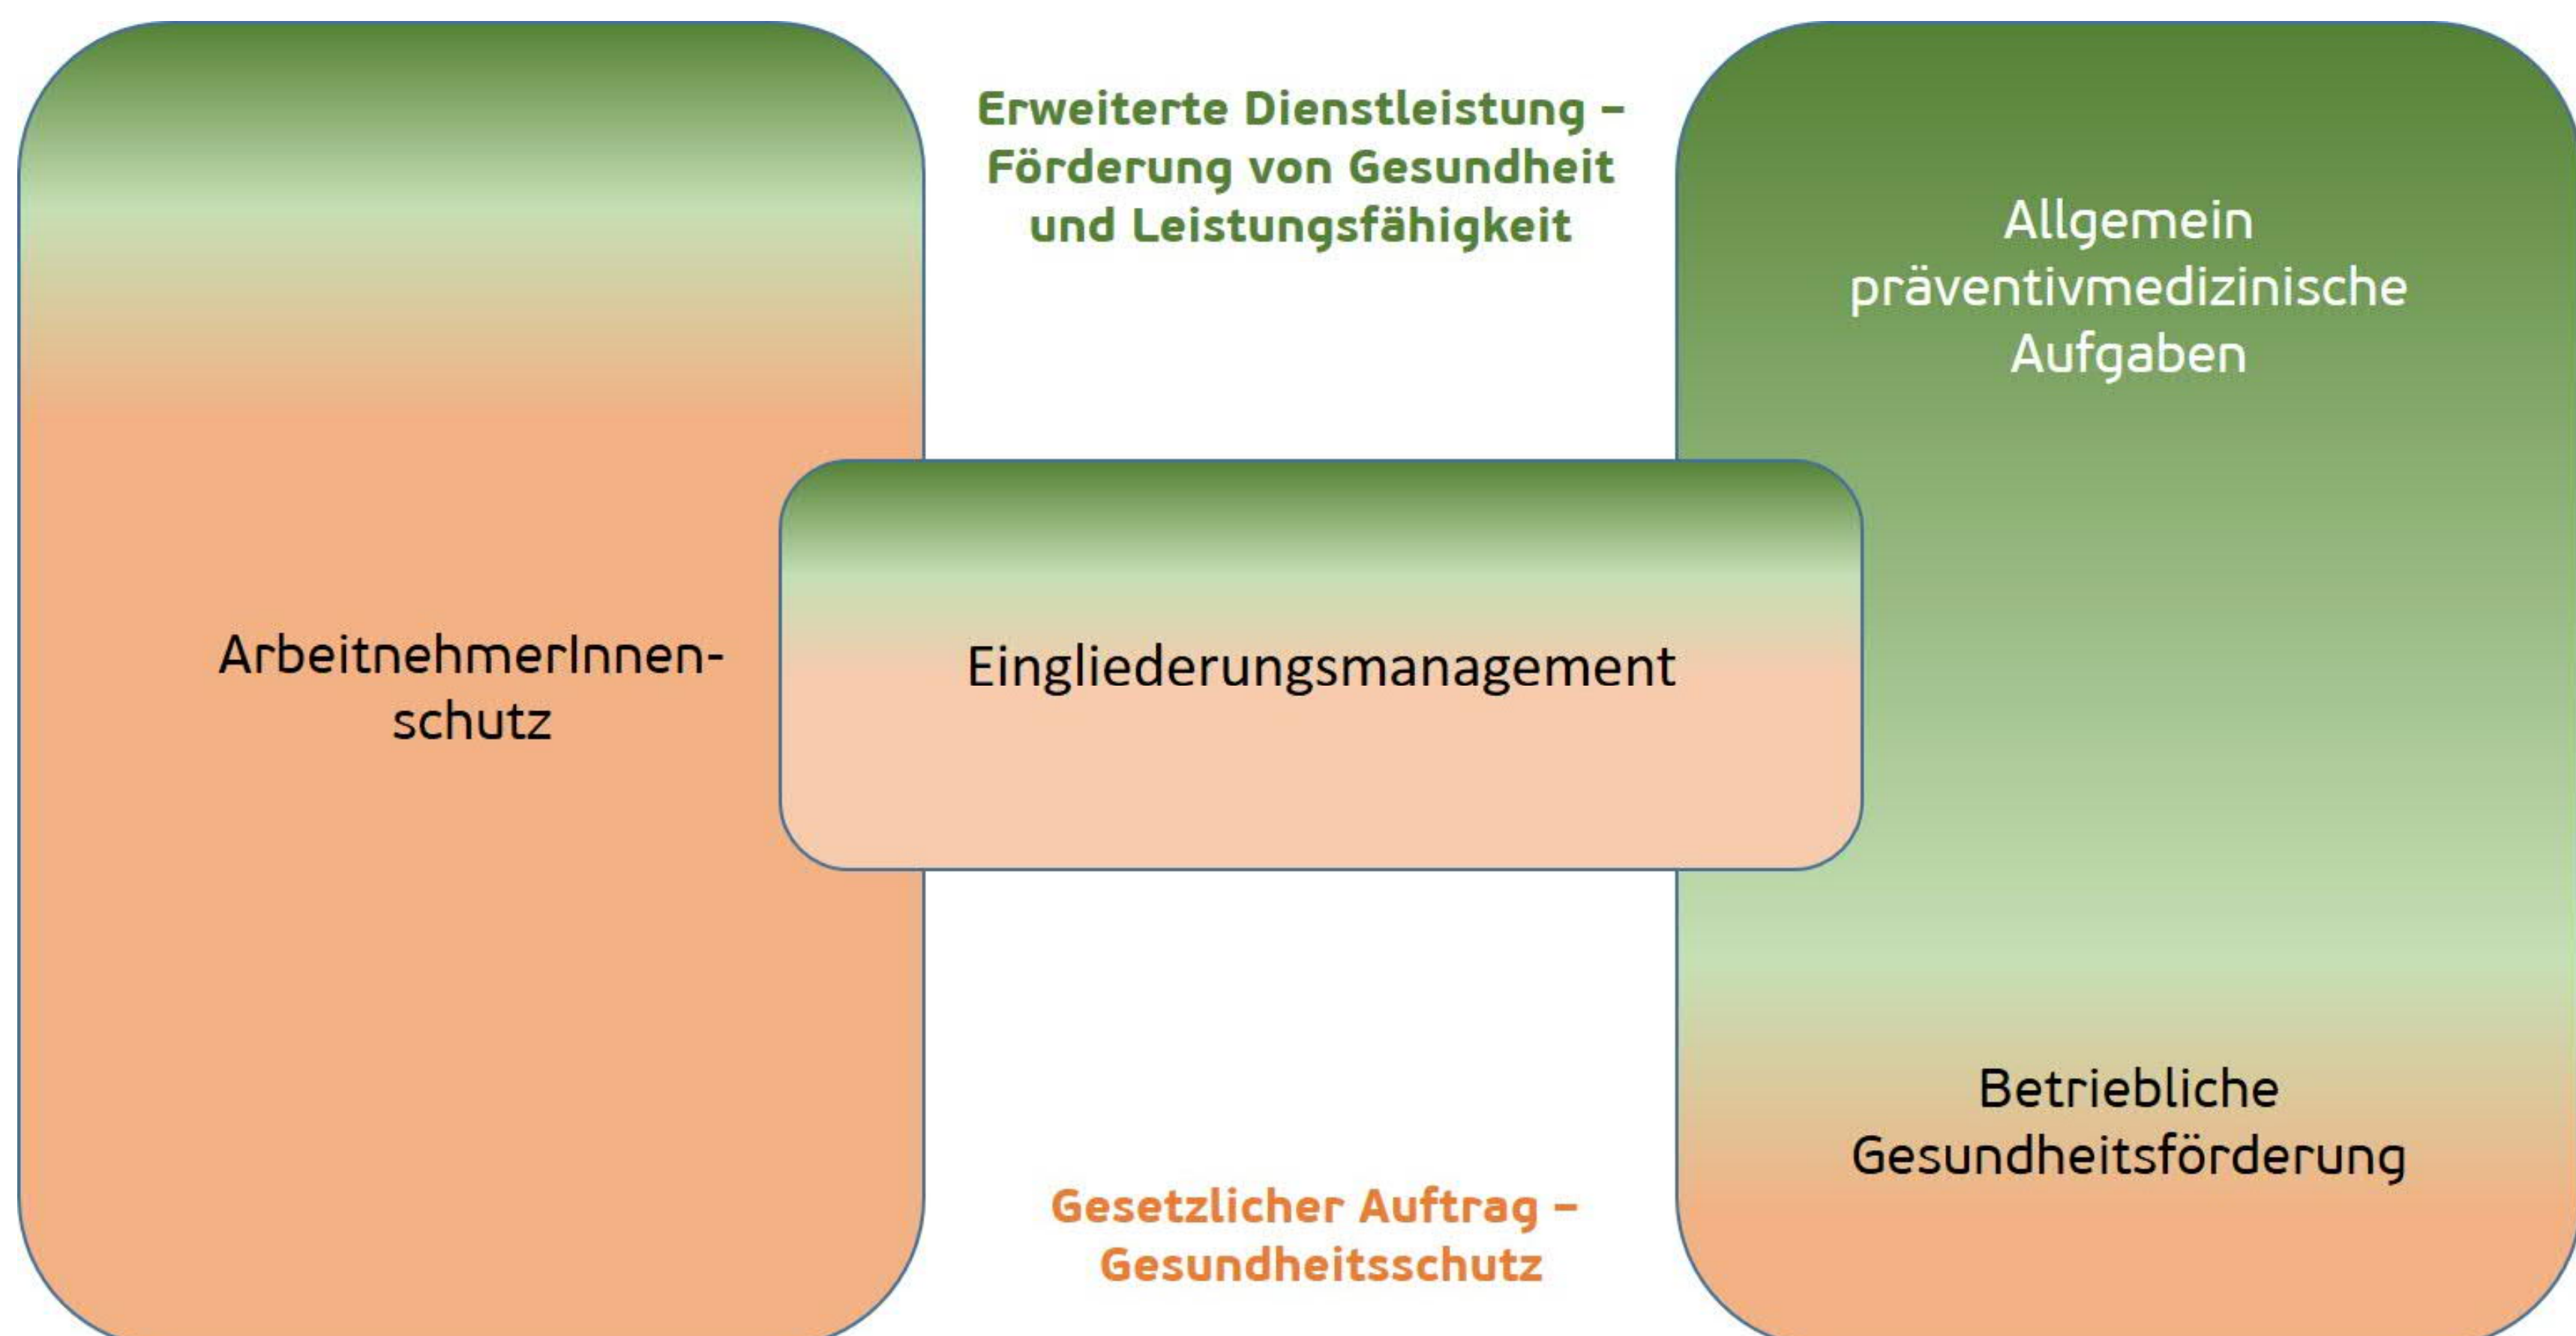 Erweiterte Dienstleistung –
Förderung von Gesundheit
und Leistungsfähigkeit
Allgemein
präventivmedizinische
Aufgaben
ArbeitnehmerInnen-
schutz
Eingliederungsmanagement
Betriebliche
Gesundheitsförderung
Gesetzlicher Auftrag –
Gesundheitsschutz